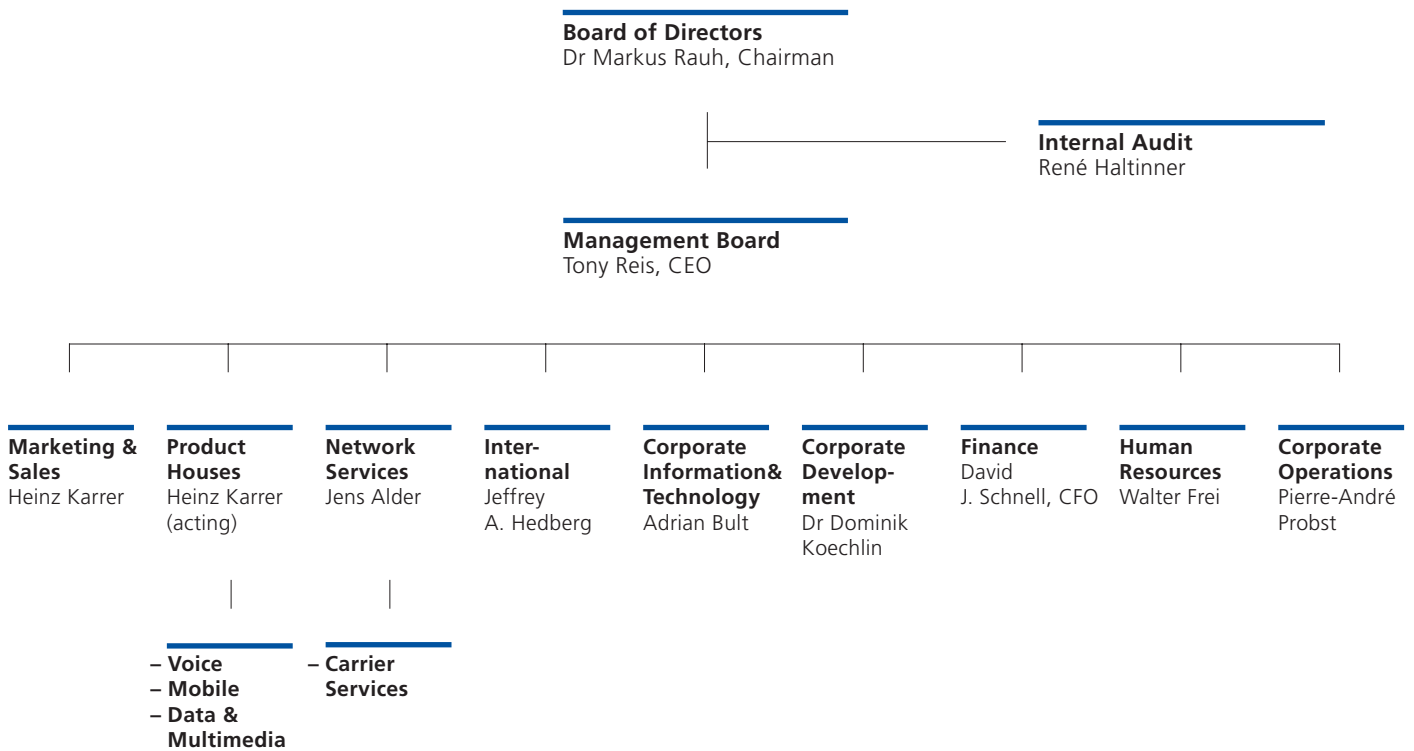 Board of Directors
Dr Markus Rauh, Chairman
Internal Audit
René Haltinner
Management Board
Tony Reis, CEO
Marketing &
Sales
Heinz Karrer
Product
Houses
Heinz Karrer
(acting)
Network
Services
Jens Alder
Inter-
national
Jeffrey
A. Hedberg
Corporate
Information&
Technology
Adrian Bult
Corporate
Develop-
ment
Dr Dominik
Koechlin
Finance
David
J. Schnell, CFO
Human
Resources
Walter Frei
Corporate
Operations
Pierre-André
Probst
– Voice
– Mobile
– Data &
Multimedia
– Carrier
Services